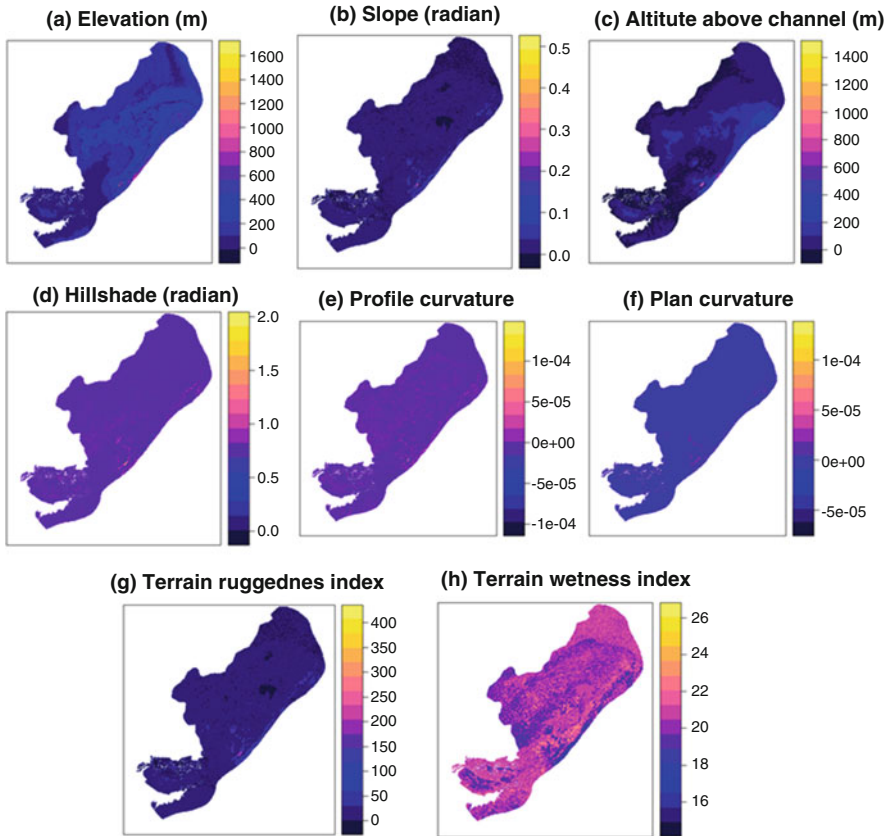 (a) Elevation (m)
1600
1400
1200
1000
800
600
400
200
0
(b) Slope (radian)
0.5
0.4
0.3
0.2
0.1
0.0
(c) Altitute above channel (m)
1400
1200
1000
800
600
400
200
0
(d) Hillshade (radian)
2.0
1.5
1.0
0.5
0.0
(e) Profile curvature
1e-04
5e-05
0e+00
-5e-05
-1e-04
(f) Plan curvature
1e-04
5e-05
0e+00
-5e-05
(g) Terrain ruggednes index
400
350
300
250
200
150
100
50
0
(h) Terrain wetness index
26
24
22
20
18
16